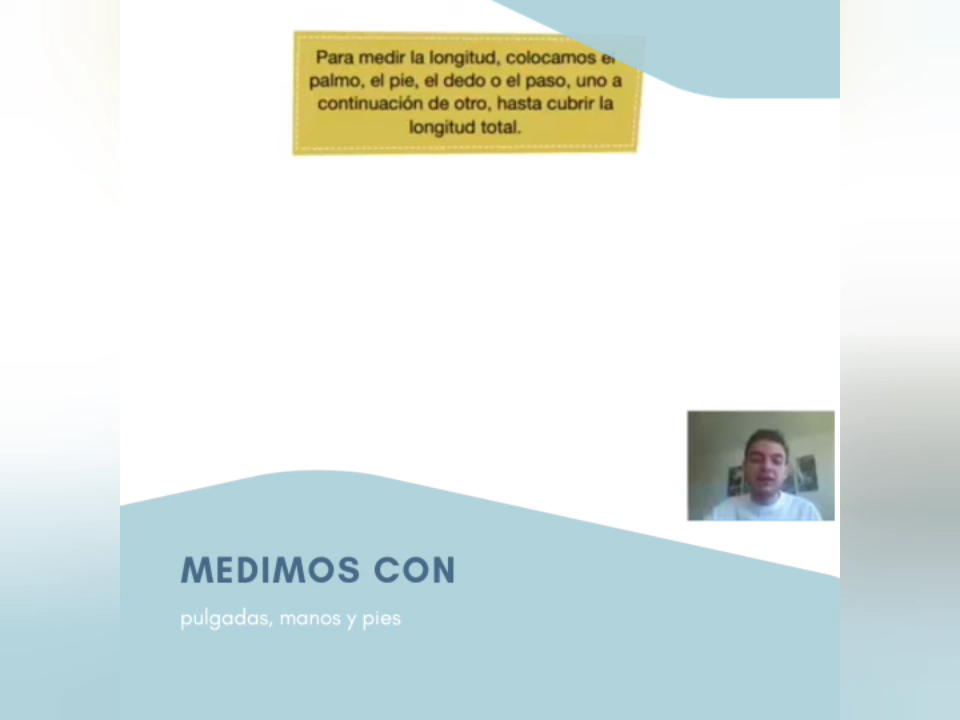 Para medir la longitud, colocamos el
palmo, el pie, el dedo o el paso, uno a
continuación de otro, hasta cubrir la
longitud total.
MEDIMOS CON
pulgadas, manos y pies